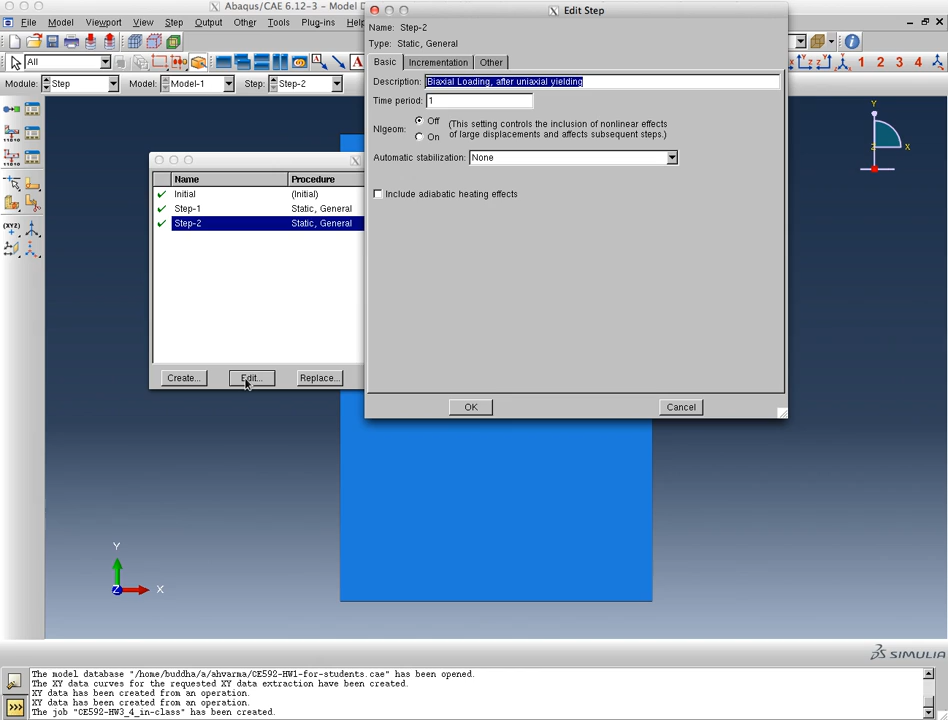 Abaqus/CAE 6.12-3 - Model D
Edit Step
File Model Viewport View Step Output Other Tools Plug-ins Help
Name: Step-2
Type: Static, General
All
1 2 3 4
Module: Step Model: Model-1 Step: Step-2
Basic Incrementation Other
Description: Biaxial Loading, after uniaxial yielding
Time period: 1
Nlgeom: Off
On
(This setting controls the inclusion of nonlinear effects
of large displacements and affects subsequent steps.)
Automatic stabilization: None
Include adiabatic heating effects
OK Cancel
Name Procedure
Initial (Initial)
Step-1 Static, General
Step-2 Static, General
Create... Edit... Replace...
(XYZ)
Y
X
Z
Y
X
Z
SIMULIA
The model database "/home/buddha/a/ahvarma/CE592-HW1-for-students.cae" has been opened.
The XY data curves for the requested XY data extraction have been created.
XY data has been created from an operation.
XY data has been created from an operation.
The job "CE592-HW3_4_in-class" has been created.
>>>